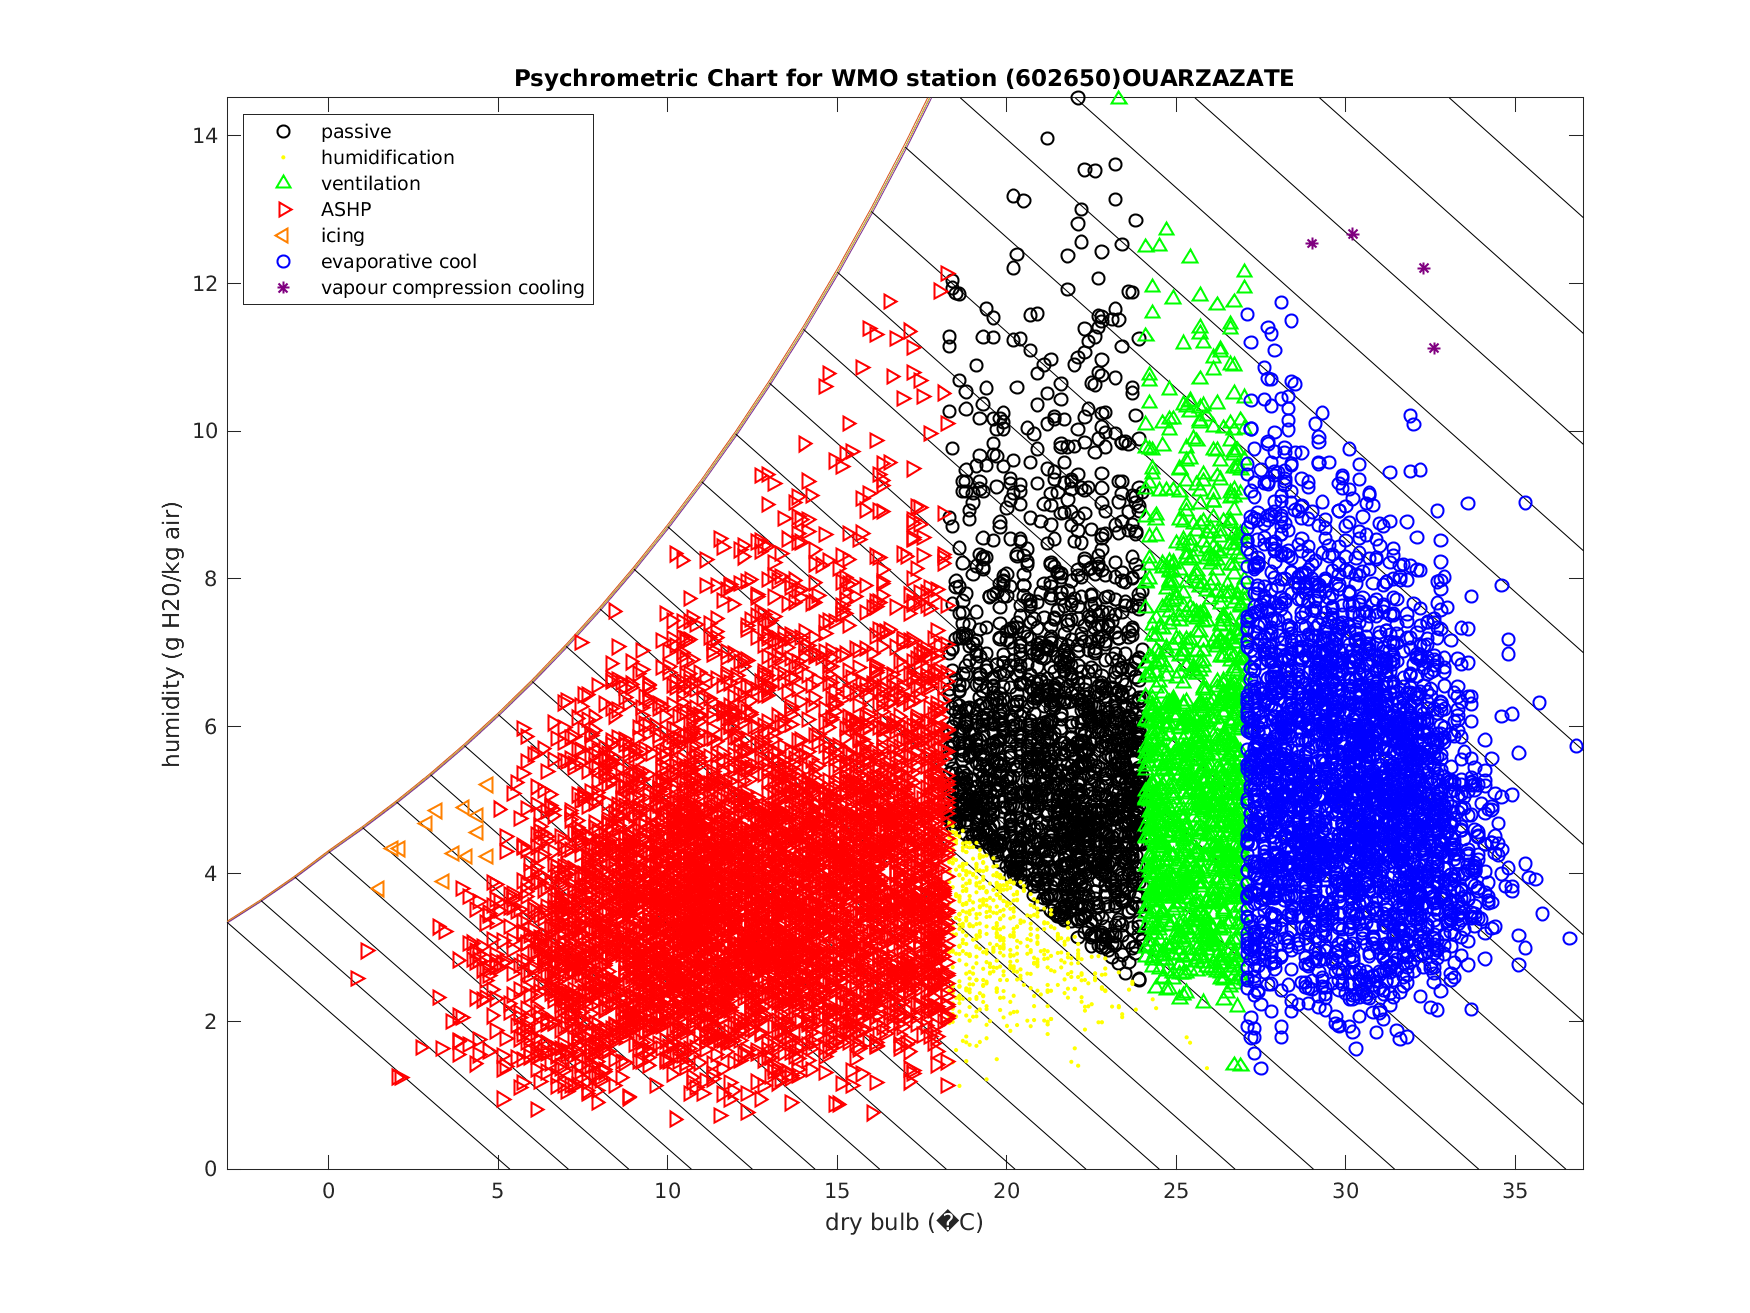 Psychrometric Chart for WMO station (602650)OUARZAZATE
passive
humidification
ventilation
ASHP
icing
evaporative cool
vapour compression cooling
humidity (g H20/kg air)
14
12
10
8
6
4
2
0
0 5 10 15 20 25 30 35
dry bulb (�C)